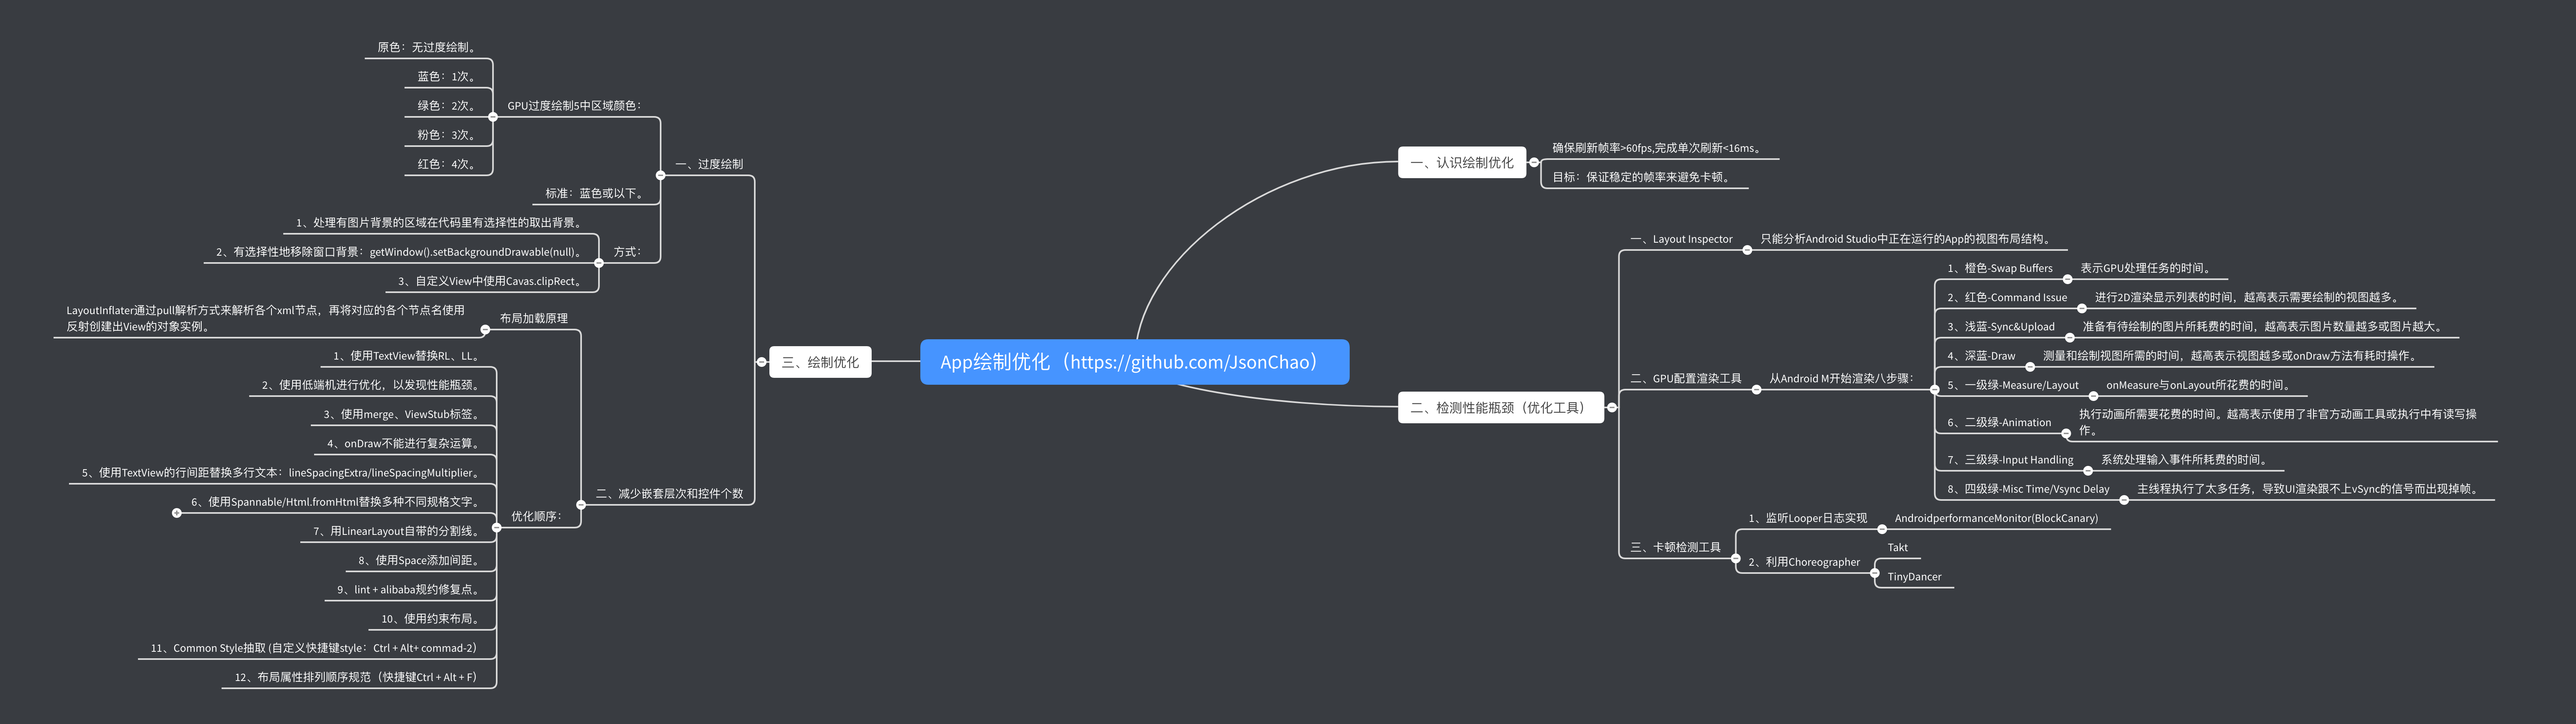 App绘制优化（https://github.com/JsonChao）
一、认识绘制优化
确保刷新帧率>60fps,完成单次刷新<16ms。
目标：保证稳定的帧率来避免卡顿。
二、检测性能瓶颈（优化工具）
一、Layout Inspector
只能分析Android Studio中正在运行的App的视图布局结构。
二、GPU配置渲染工具
从Android M开始渲染八步骤：
1、橙色-Swap Buffers
表示GPU处理任务的时间。
2、红色-Command Issue
进行2D渲染显示列表的时间，越高表示需要绘制的视图越多。
3、浅蓝-Sync&Upload
准备有待绘制的图片所耗费的时间，越高表示图片数量越多或图片越大。
4、深蓝-Draw
测量和绘制视图所需的时间，越高表示视图越多或onDraw方法有耗时操作。
5、一级绿-Measure/Layout
onMeasure与onLayout所花费的时间。
6、二级绿-Animation
执行动画所需要花费的时间。越高表示使用了非官方动画工具或执行中有读写操
作。
7、三级绿-Input Handling
系统处理输入事件所耗费的时间。
8、四级绿-Misc Time/Vsync Delay
主线程执行了太多任务，导致UI渲染跟不上vSync的信号而出现掉帧。
三、卡顿检测工具
1、监听Looper日志实现
AndroidperformanceMonitor(BlockCanary)
2、利用Choreographer
Takt
TinyDancer
三、绘制优化
一、过度绘制
GPU过度绘制5中区域颜色：
原色：无过度绘制。
蓝色：1次。
绿色：2次。
粉色：3次。
红色：4次。
标准：蓝色或以下。
方式：
1、处理有图片背景的区域在代码里有选择性的取出背景。
2、有选择性地移除窗口背景：getWindow().setBackgroundDrawable(null)。
3、自定义View中使用Cavas.clipRect。
二、减少嵌套层次和控件个数
布局加载原理
LayoutInflater通过pull解析方式来解析各个xml节点，再将对应的各个节点名使用
反射创建出View的对象实例。
优化顺序：
1、使用TextView替换RL、LL。
2、使用低端机进行优化，以发现性能瓶颈。
3、使用merge、ViewStub标签。
4、onDraw不能进行复杂运算。
5、使用TextView的行间距替换多行文本：lineSpacingExtra/lineSpacingMultiplier。
6、使用Spannable/Html.fromHtml替换多种不同规格文字。
7、用LinearLayout自带的分割线。
8、使用Space添加间距。
9、lint + alibaba规约修复点。
10、使用约束布局。
11、Common Style抽取 (自定义快捷键style：Ctrl + Alt+ commad-2）
12、布局属性排列顺序规范（快捷键Ctrl + Alt + F）